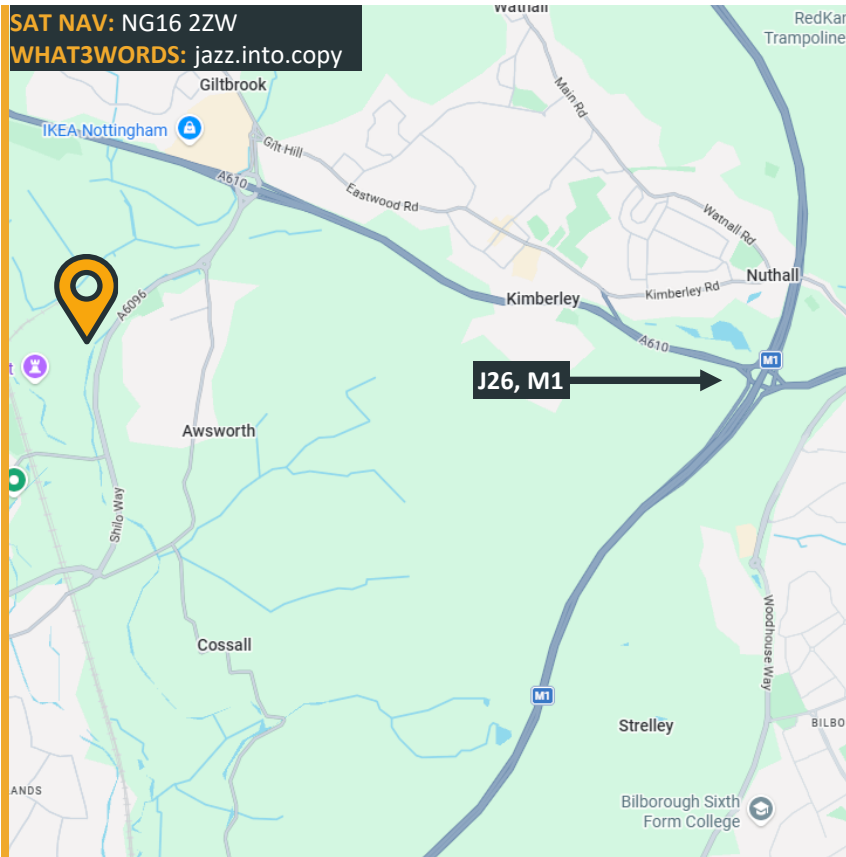 SAT NAV: NG16 2ZW
WHAT3WORDS: jazz.into.copy
Watnall
RedKan
Trampoline
Giltbrook
IKEA Nottingham
Main Rd
Gilt Hill
A610
Eastwood Rd
Watnall Rd
Nuthall
A6096
Kimberley
Kimberley Rd
A610
M1
t
J26, M1
Awsworth
Shilo Way
Woodhouse Way
Cossall
M1
Strelley
BILBO
ANDS
Bilborough Sixth
Form College